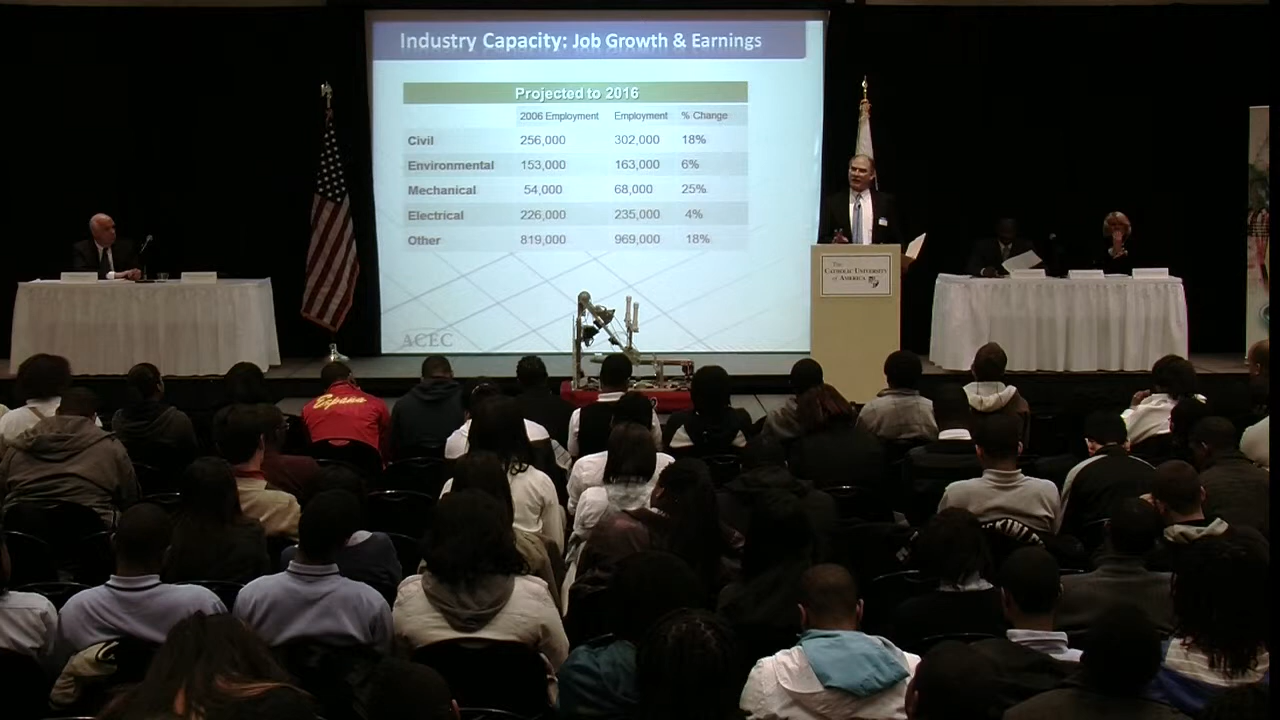 Industry Capacity: Job Growth & Earnings
Projected to 2016
2006 Employment Employment % Change
Civil 256,000 302,000 18%
Environmental 153,000 163,000 6%
Mechanical 54,000 68,000 25%
Electrical 226,000 235,000 4%
Other 819,000 969,000 18%
ACEC
The
Catholic University
of America
España